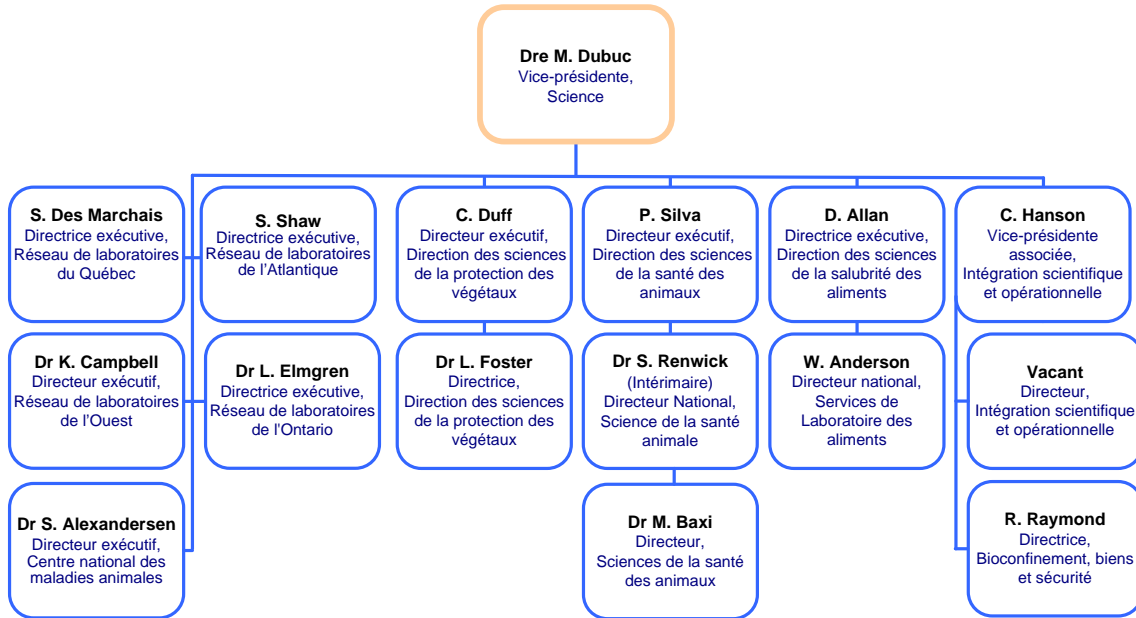 Dre M. Dubuc
Vice-présidente,
Science
S. Des Marchais
Directrice exécutive,
Réseau de laboratoires
du Québec
S. Shaw
Directrice exécutive,
Réseau de laboratoires
de l'Atlantique
C. Duff
Directeur exécutif,
Direction des sciences
de la protection des
végétaux
P. Silva
Directeur exécutif,
Direction des sciences
de la santé des
animaux
D. Allan
Directrice exécutive,
Direction des sciences
de la salubrité des
aliments
C. Hanson
Vice-présidente
associée,
Intégration scientifique
et opérationnelle
Dr K. Campbell
Directeur exécutif,
Réseau de laboratoires
de l'Ouest
Dr L. Elmgren
Directrice exécutive,
Réseau de laboratoires
de l'Ontario
Dr L. Foster
Directrice,
Direction des sciences
de la protection des
végétaux
Dr S. Renwick
(Intérimaire)
Directeur National,
Science de la santé
animale
W. Anderson
Directeur national,
Services de
Laboratoire des
aliments
Vacant
Directeur,
Intégration scientifique
et opérationnelle
Dr S. Alexandersen
Directeur exécutif,
Centre national des
maladies animales
Dr M. Baxi
Directeur,
Sciences de la santé
des animaux
R. Raymond
Directrice,
Bioconfinement, biens
et sécurité